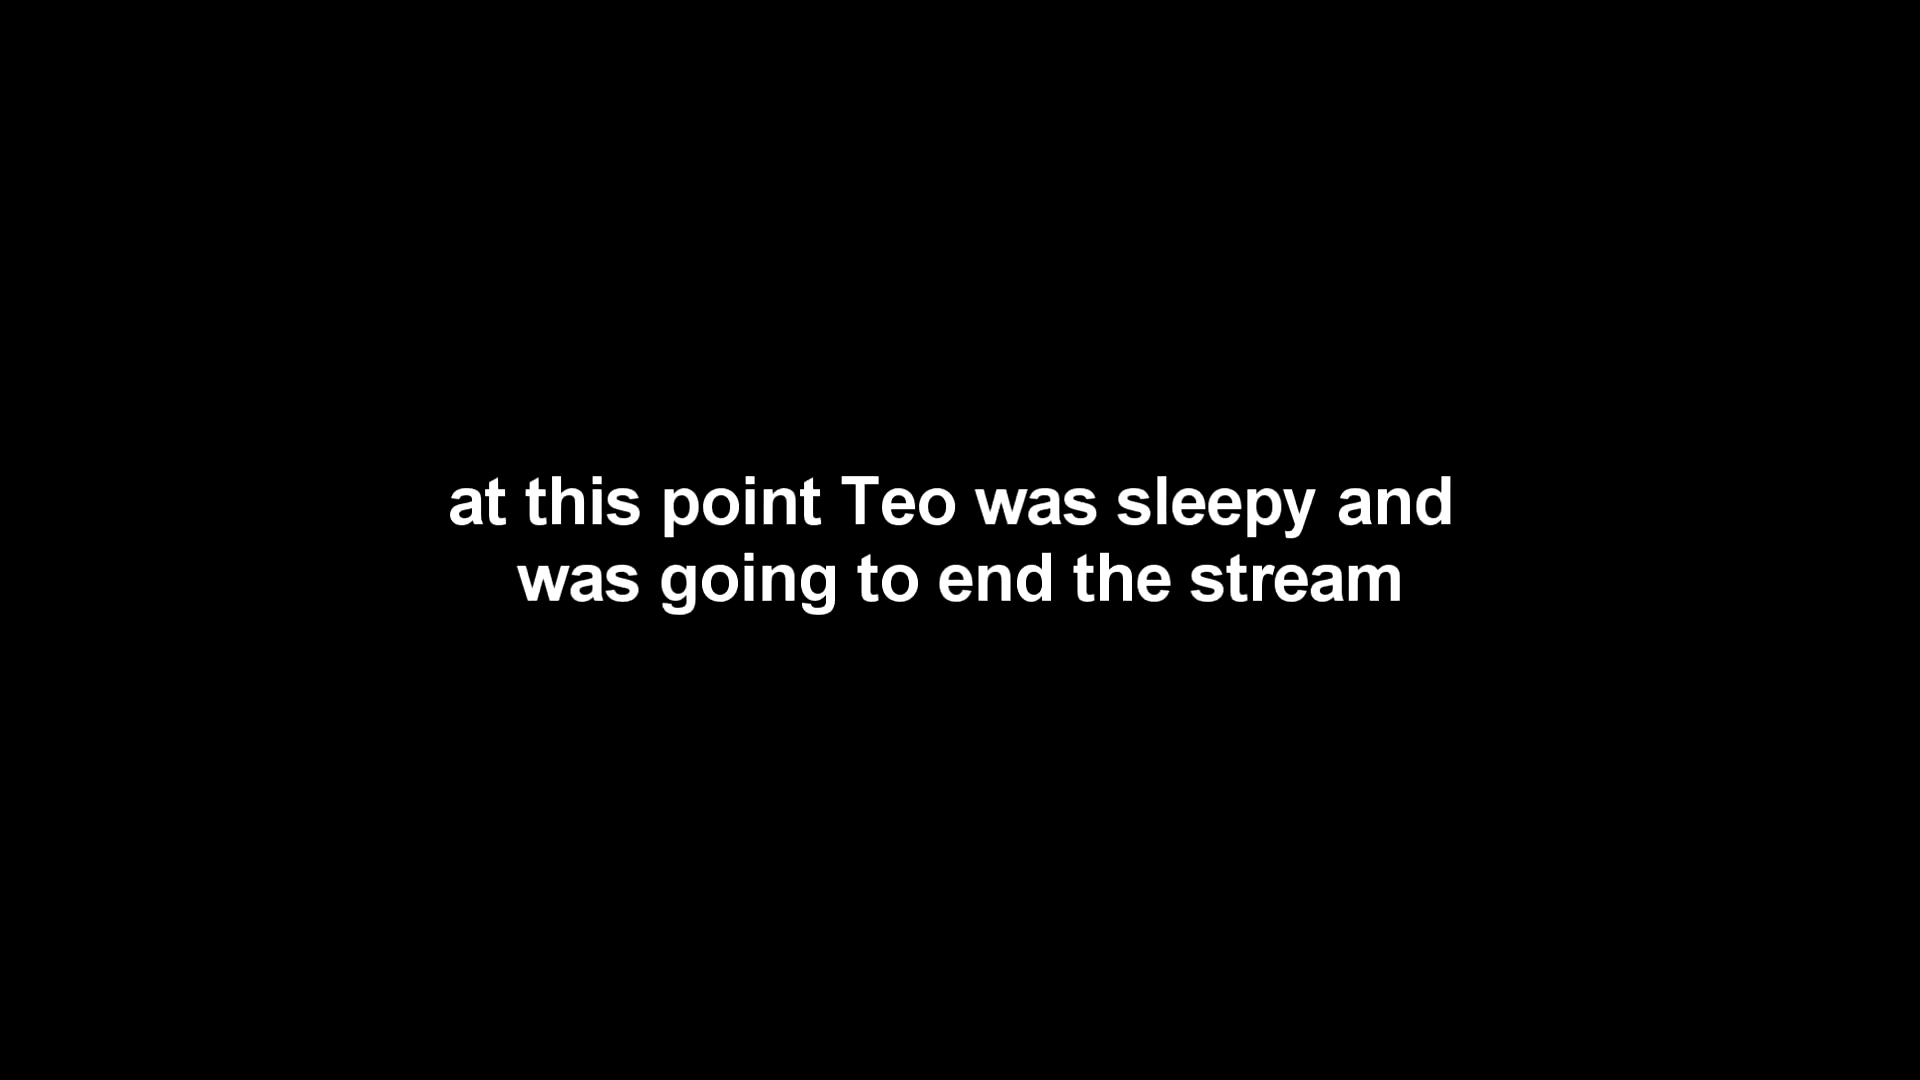 at this point Teo was sleepy and
was going to end the stream